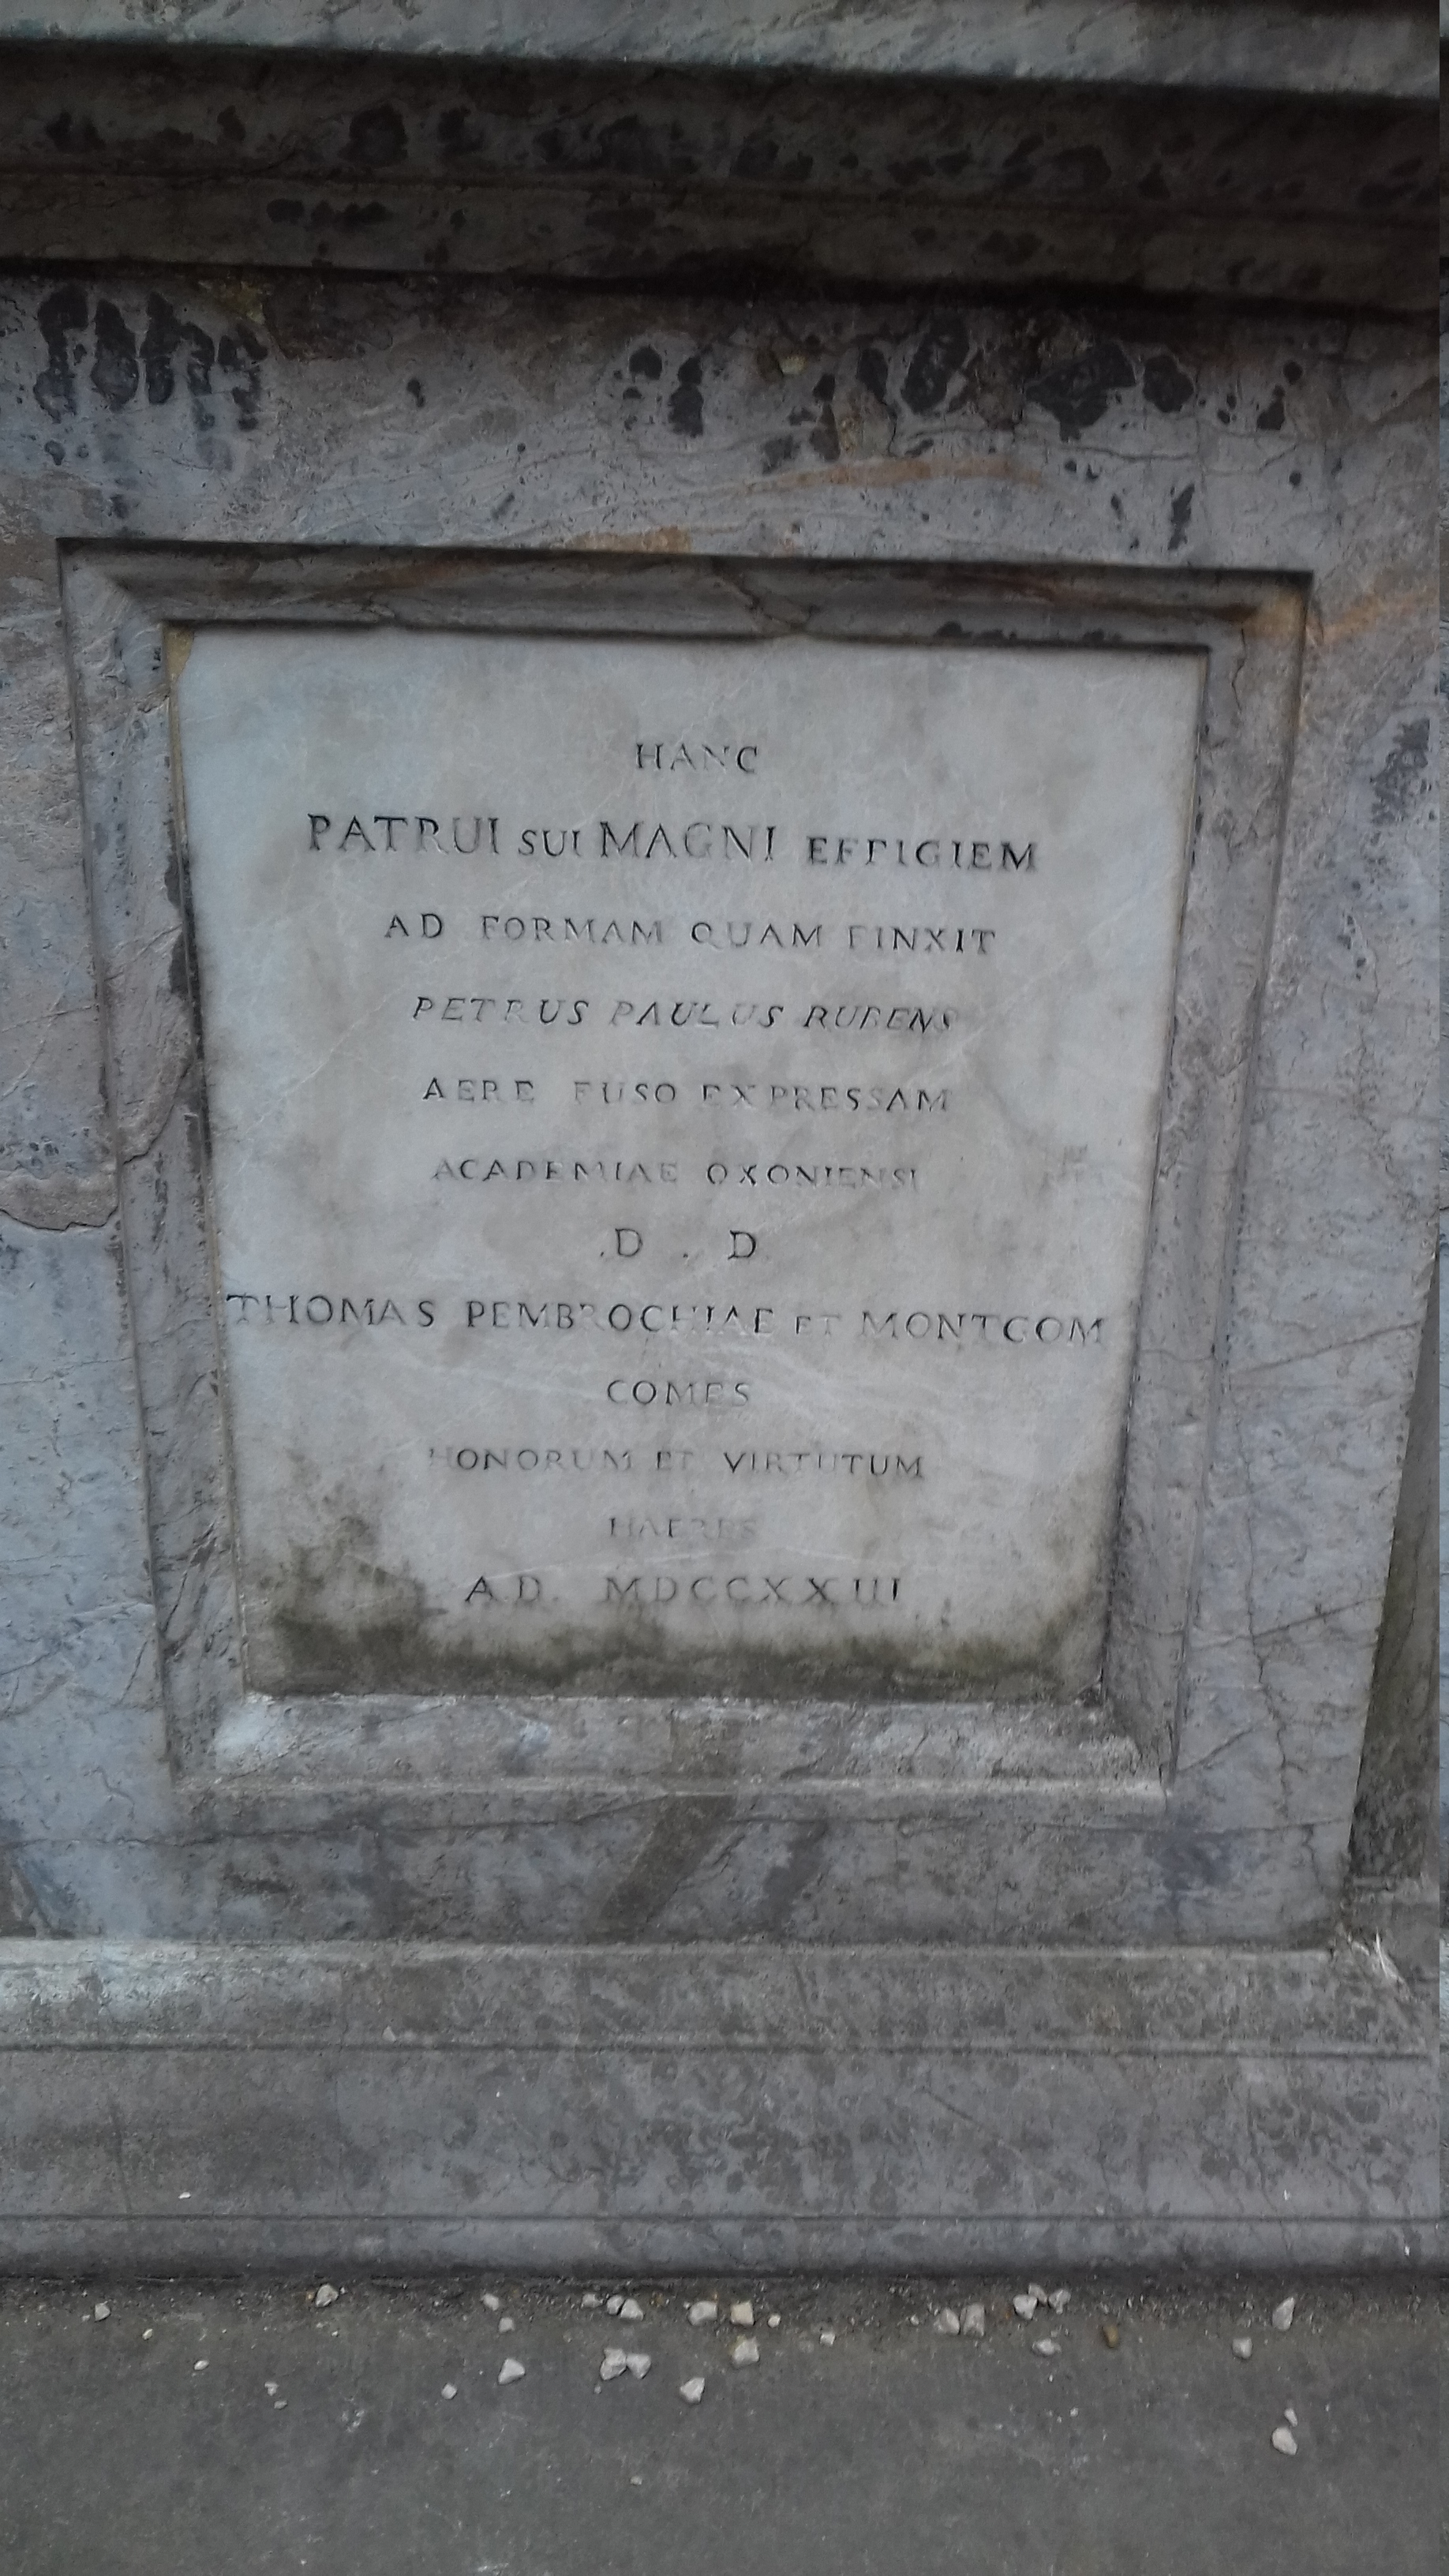 HANC
PATRUI SUI MAGNI EFFIGIEM
AD FORMAM QUAM FINXIT
PETRUS PAULUS RUBENS
AERE FUSO EXPRESSAM
ACADEMIAE OXONIENSI
.D . D
THOMAS PEMBROCHIAE ET MONTGOM
COMES
HONORUM ET VIRTUTUM
HAERES
A.D. MDCCXXIII